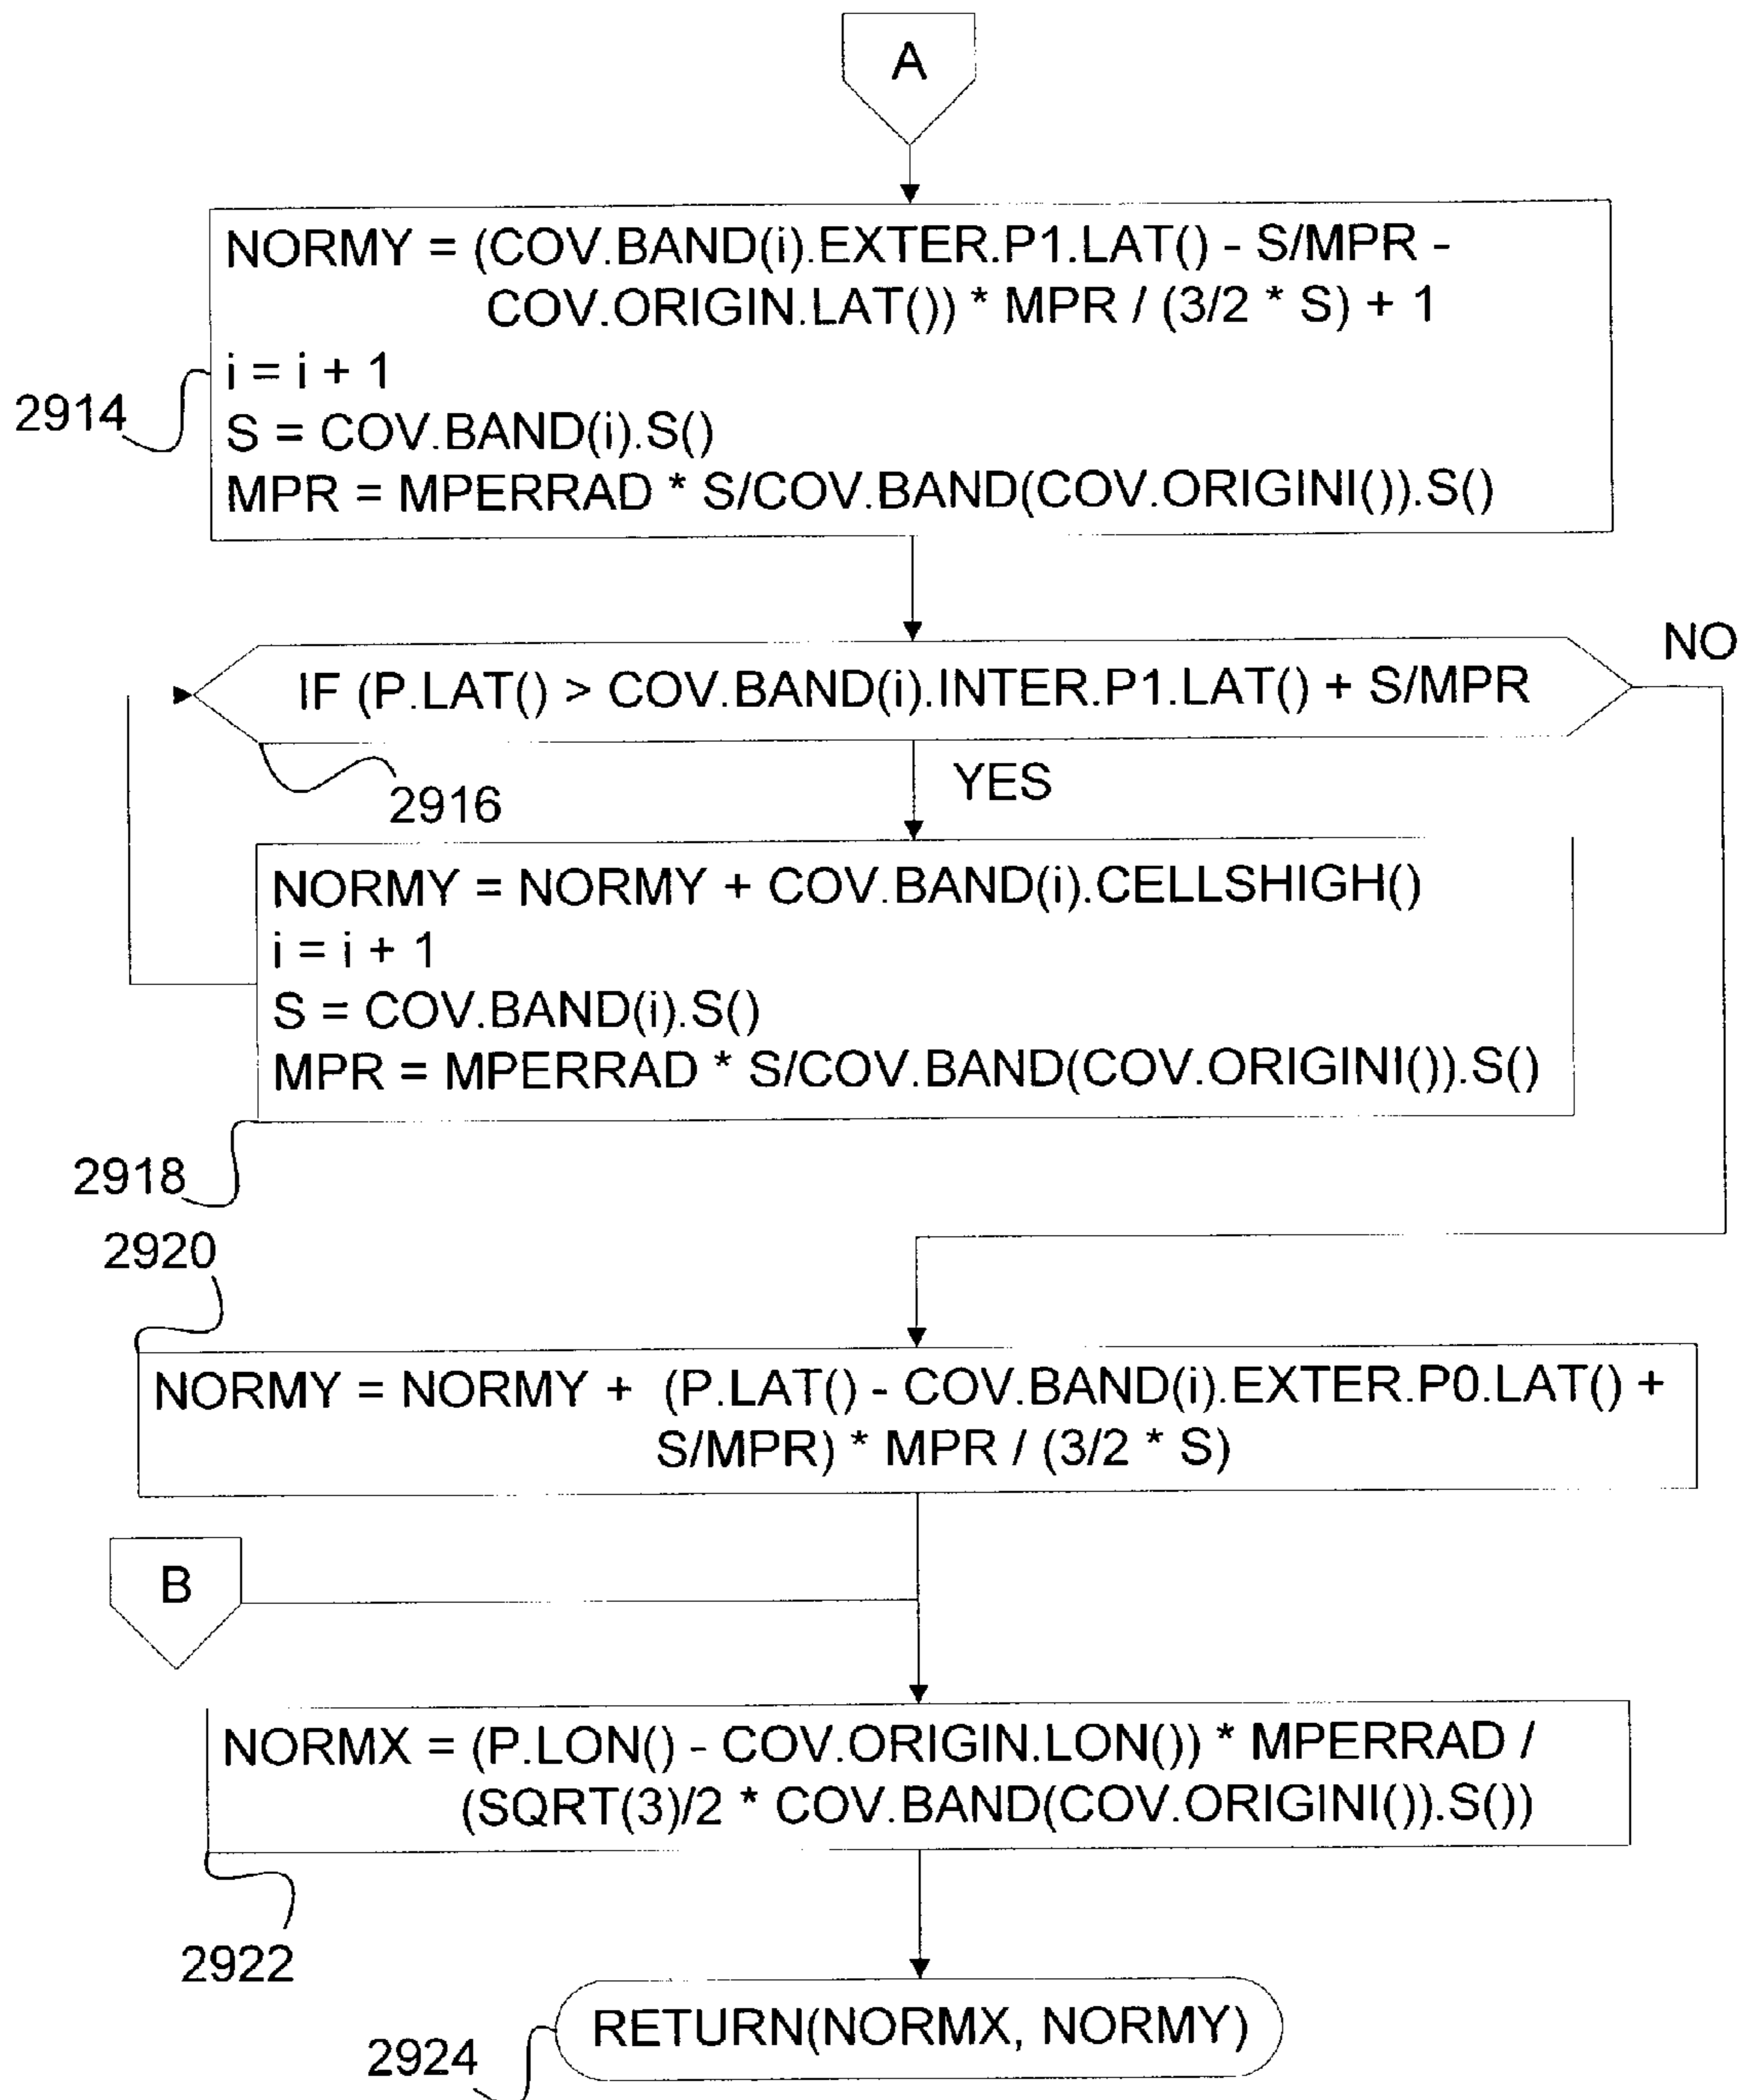 A
NORMY = (COV.BAND(i).EXTER.P1.LAT() - S/MPR -
COV.ORIGIN.LAT()) * MPR / (3/2 * S) + 1
i = i + 1
S = COV.BAND(i).S()
MPR = MPERRAD * S/COV.BAND(COV.ORIGINI()).S()
2914
NO
IF (P.LAT() > COV.BAND(i).INTER.P1.LAT() + S/MPR
2916
YES
NORMY = NORMY + COV.BAND(i).CELLSHIGH()
i = i + 1
S = COV.BAND(i).S()
MPR = MPERRAD * S/COV.BAND(COV.ORIGINI()).S()
2918
2920
NORMY = NORMY + (P.LAT() - COV.BAND(i).EXTER.P0.LAT() +
S/MPR) * MPR / (3/2 * S)
B
NORMX = (P.LON() - COV.ORIGIN.LON()) * MPERRAD /
(SQRT(3)/2 * COV.BAND(COV.ORIGINI()).S())
2922
RETURN(NORMX, NORMY)
2924